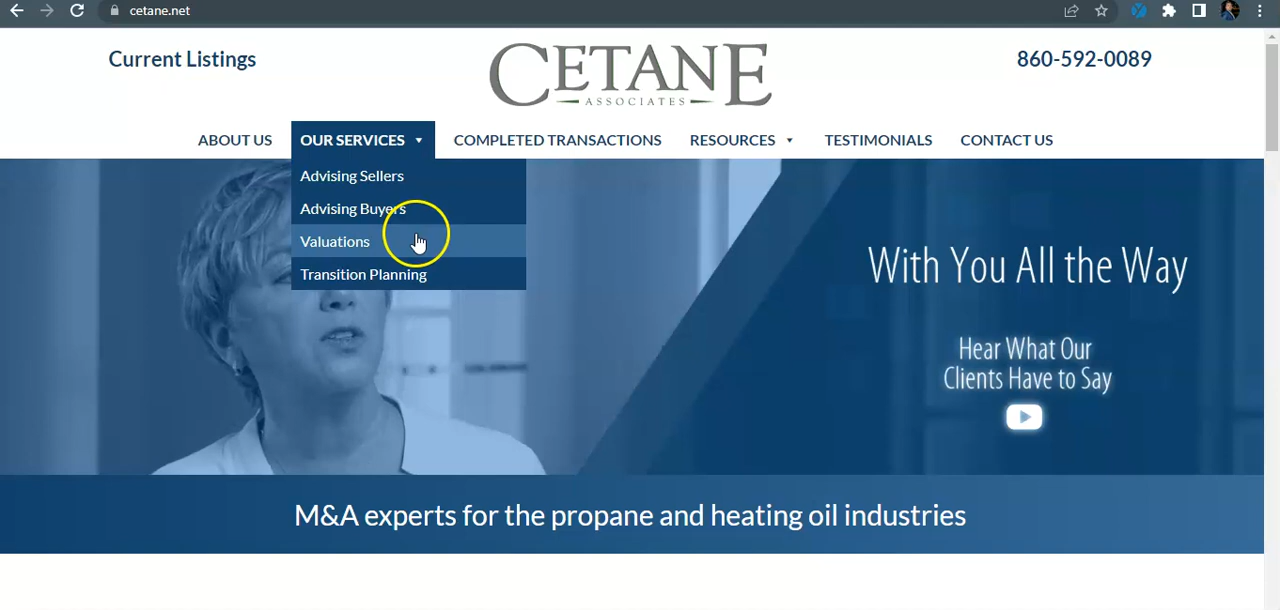 cetane.net
Current Listings
CETANE
ASSOCIATES
860-592-0089
ABOUT US
OUR SERVICES
COMPLETED TRANSACTIONS
RESOURCES
TESTIMONIALS
CONTACT US
Advising Sellers
Advising Buyers
Valuations
Transition Planning
With You All the Way
Hear What Our
Clients Have to Say
M&A experts for the propane and heating oil industries